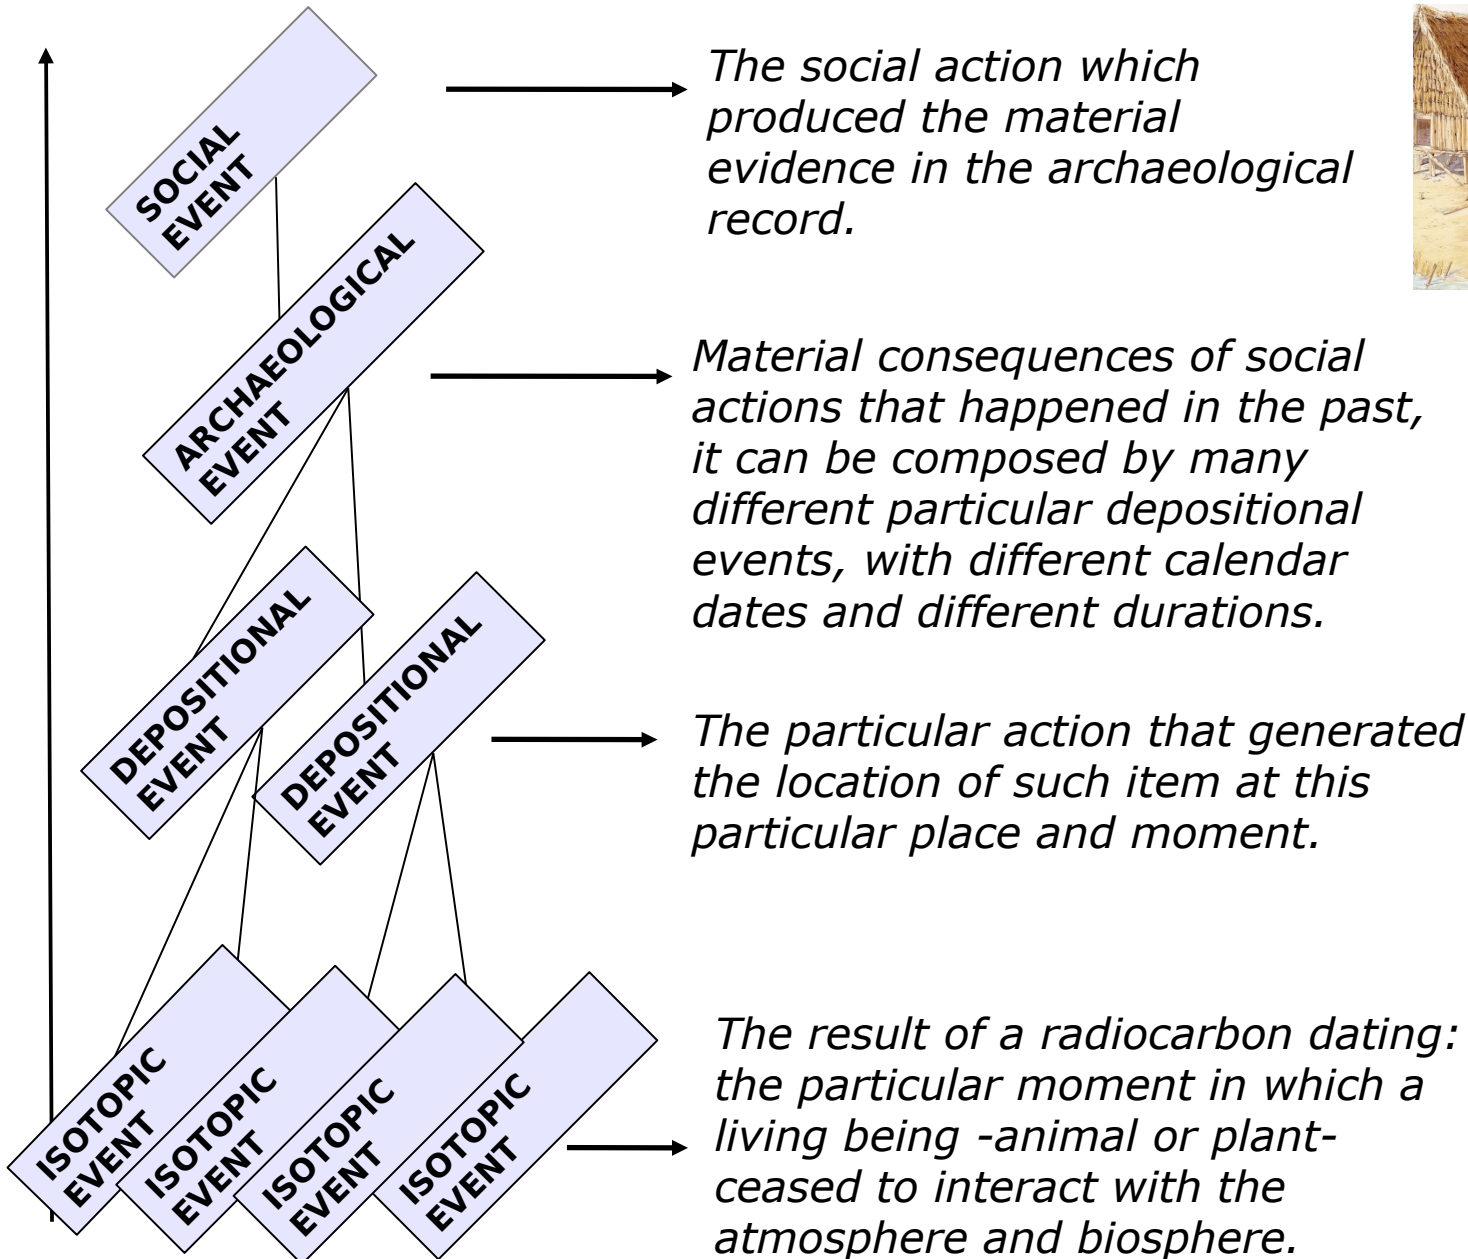 SOCIAL
EVENT
The social action which
produced the material
evidence in the archaeological
record.
ARCHAEOLOGICAL
EVENT
Material consequences of social
actions that happened in the past,
it can be composed by many
different particular depositional
events, with different calendar
dates and different durations.
DEPOSITIONAL
EVENT
DEPOSITIONAL
EVENT
The particular action that generated
the location of such item at this
particular place and moment.
ISOTOPIC
EVENT
ISOTOPIC
EVENT
ISOTOPIC
EVENT
ISOTOPIC
EVENT
The result of a radiocarbon dating:
the particular moment in which a
living being -animal or plant-
ceased to interact with the
atmosphere and biosphere.